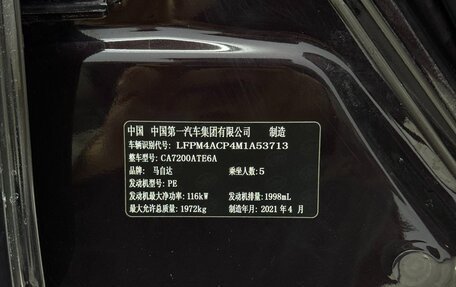 中国 中国第一汽车集团有限公司 制造
车辆识别代号: LFPM4ACP4M1A53713
整车型号: CA7200ATE6A
品牌: 马自达 乘坐人数: 5
发动机型号: PE
发动机最大净功率: 116kW 发动机排量: 1998mL
最大允许总质量: 1972kg 制造年月: 2021 年 4 月